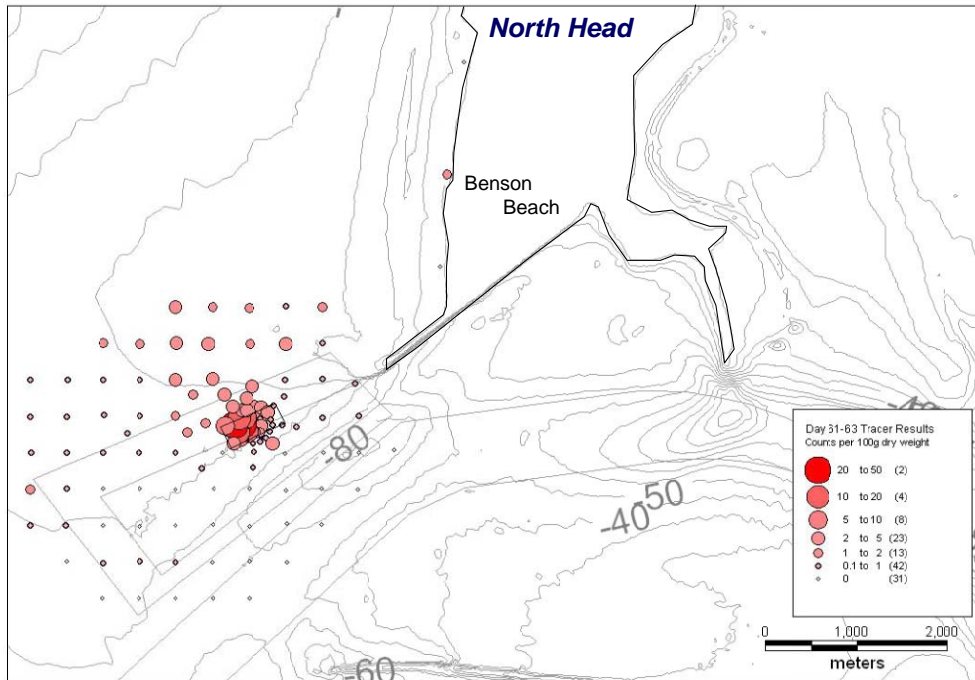 North Head
Benson
Beach
-80
-50
-40
-60
Day 31-63 Tracer Results
Counts per 100g dry weight
20 to 50 (2)
10 to 20 (4)
5 to 10 (8)
2 to 5 (23)
1 to 2 (13)
0.1 to 1 (42)
0 (31)
0 1,000 2,000
meters